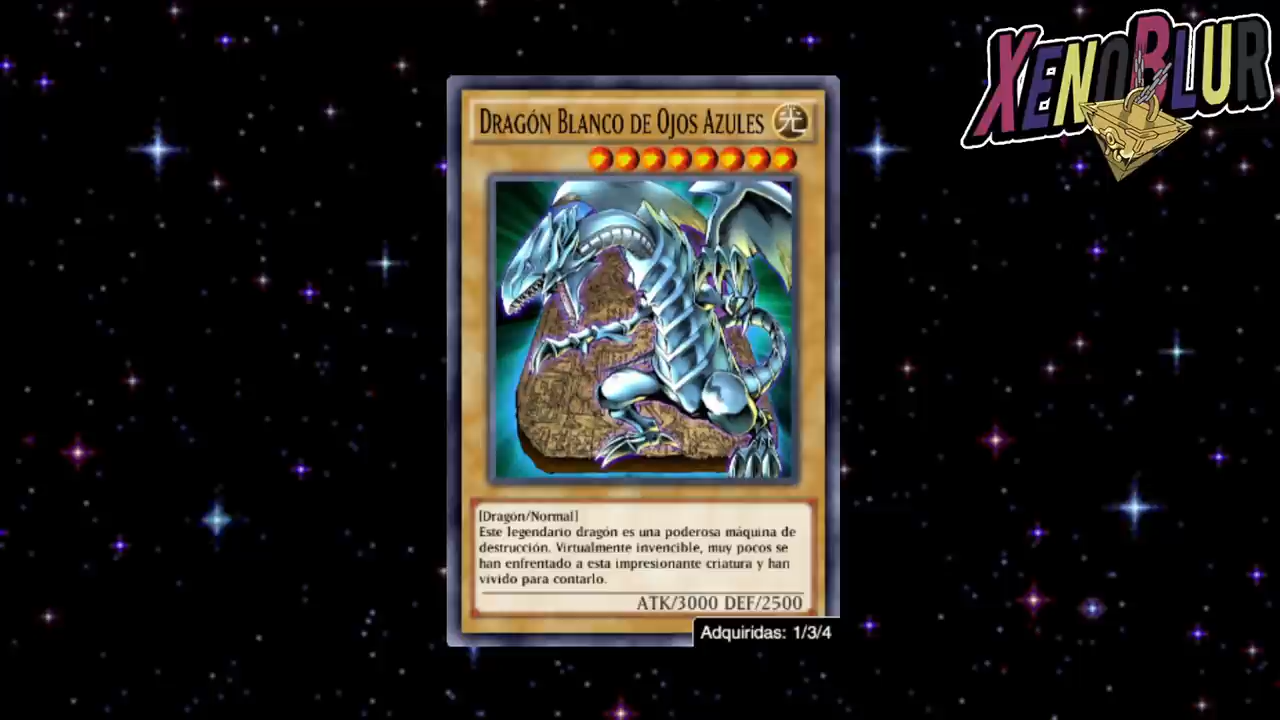 XENOBLUR
DRAGÓN BLANCO DE OJOS AZULES
光
[Dragón/Normal]
Este legendario dragón es una poderosa máquina de
destrucción. Virtualmente invencible, muy pocos se
han enfrentado a esta impresionante criatura y han
vivido para contarlo.
ATK/3000 DEF/2500
Adquiridas: 1/3/4